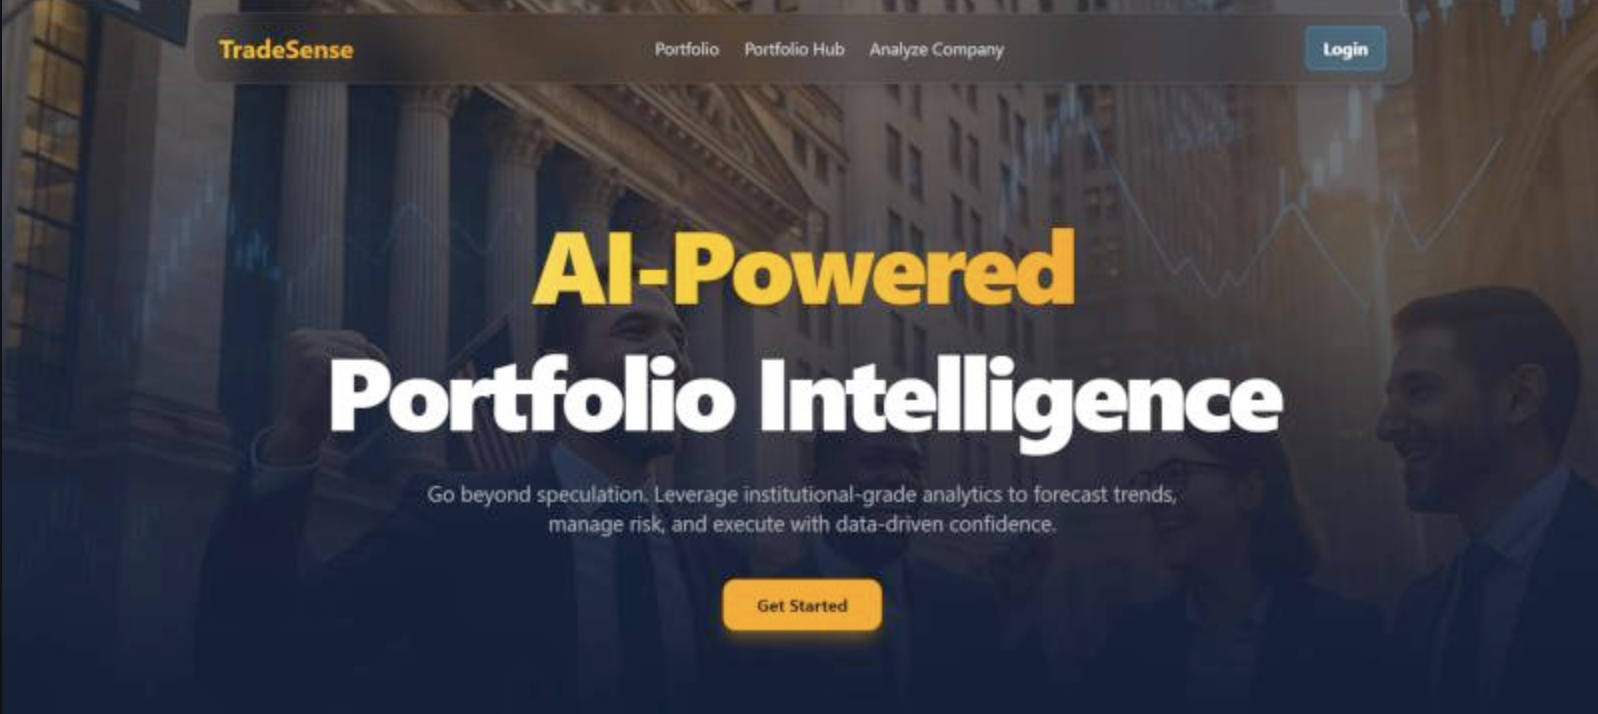 TradeSense
Portfolio Portfolio Hub Analyze Company
Login
AI-Powered
Portfolio Intelligence
Go beyond speculation. Leverage institutional-grade analytics to forecast trends,
manage risk, and execute with data-driven confidence.
Get Started